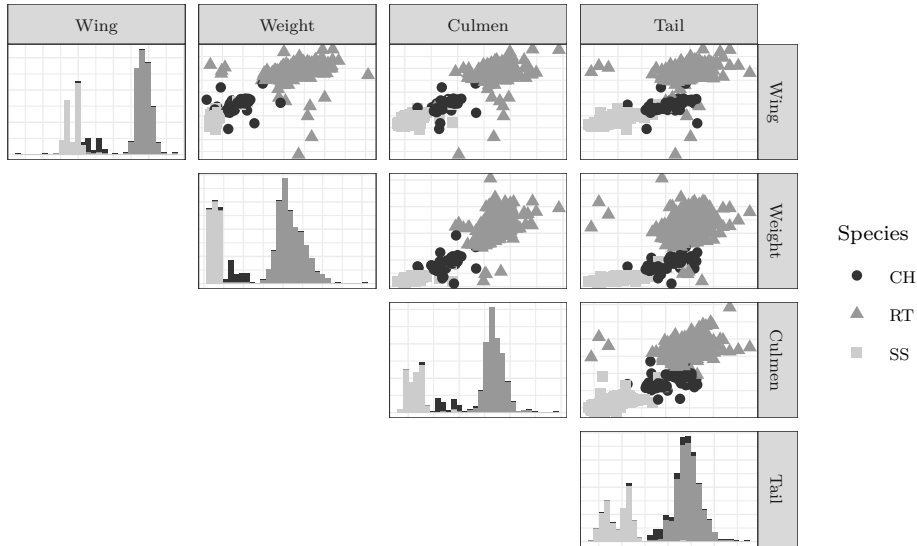 Wing
Weight
Culmen
Tail
Wing
Weight
Culmen
Tail
Species
CH
RT
SS